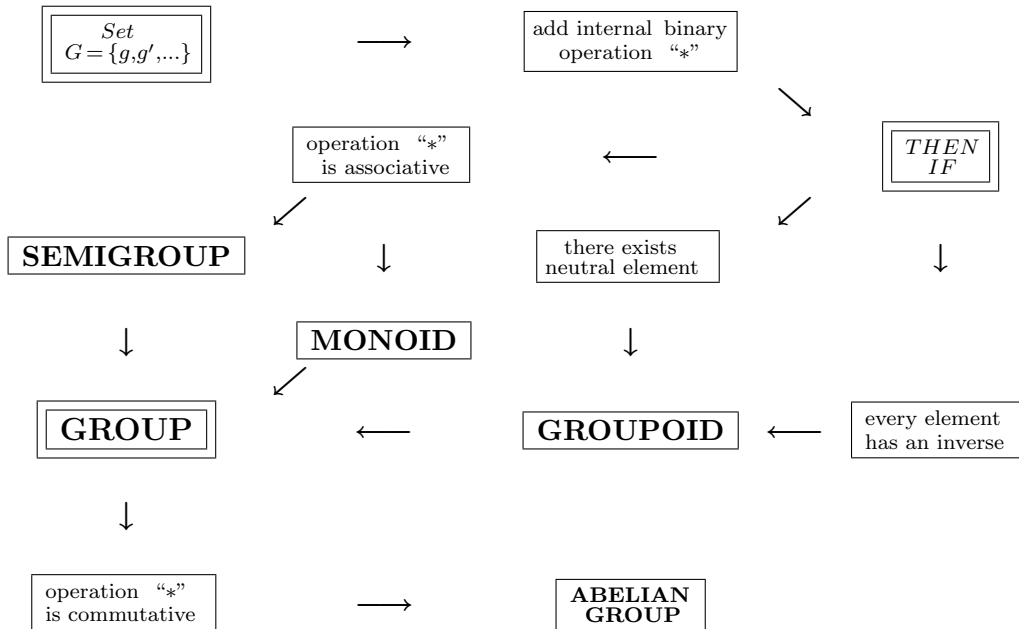 Set
G={g,g′,...}
add internal binary
operation “*”
operation “*”
is associative
THEN
IF
SEMIGROUP
there exists
neutral element
MONOID
GROUP
GROUPOID
every element
has an inverse
operation “*”
is commutative
ABELIAN
GROUP